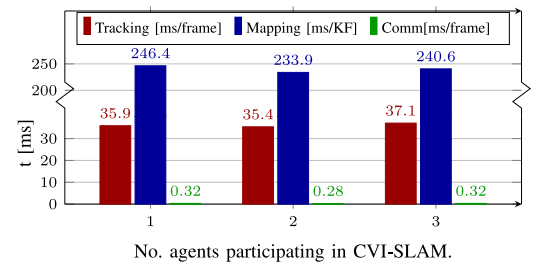 Tracking [ms/frame] Mapping [ms/KF] Comm[ms/frame]
246.4 233.9 240.6
250
200
35.9 35.4 37.1
30
20
10
0
0.32 0.28 0.32
t [ms]
1 2 3
No. agents participating in CVI-SLAM.